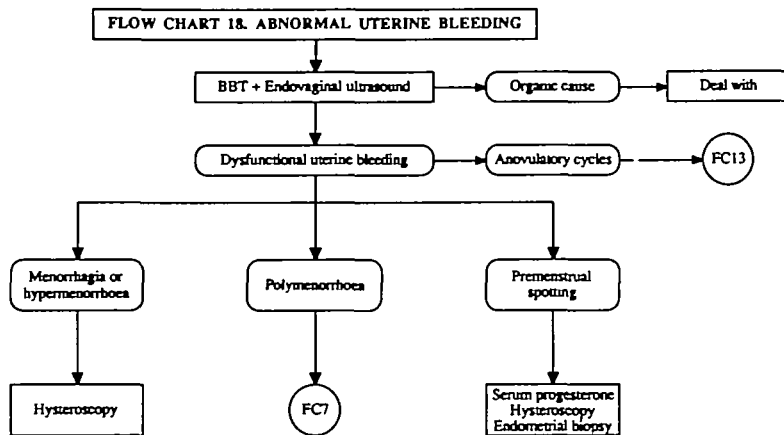 FLOW CHART 18. ABNORMAL UTERINE BLEEDING
BBT + Endovaginal ultrasound
Organic cause
Deal with
Dysfunctional uterine bleeding
Anovulatory cycles
FC13
Menorrhagia or
hypermenorrhoea
Polymenorrhoea
Premenstrual
spotting
Hysteroscopy
FC7
Serum progesterone
Hysteroscopy
Endometrial biopsy